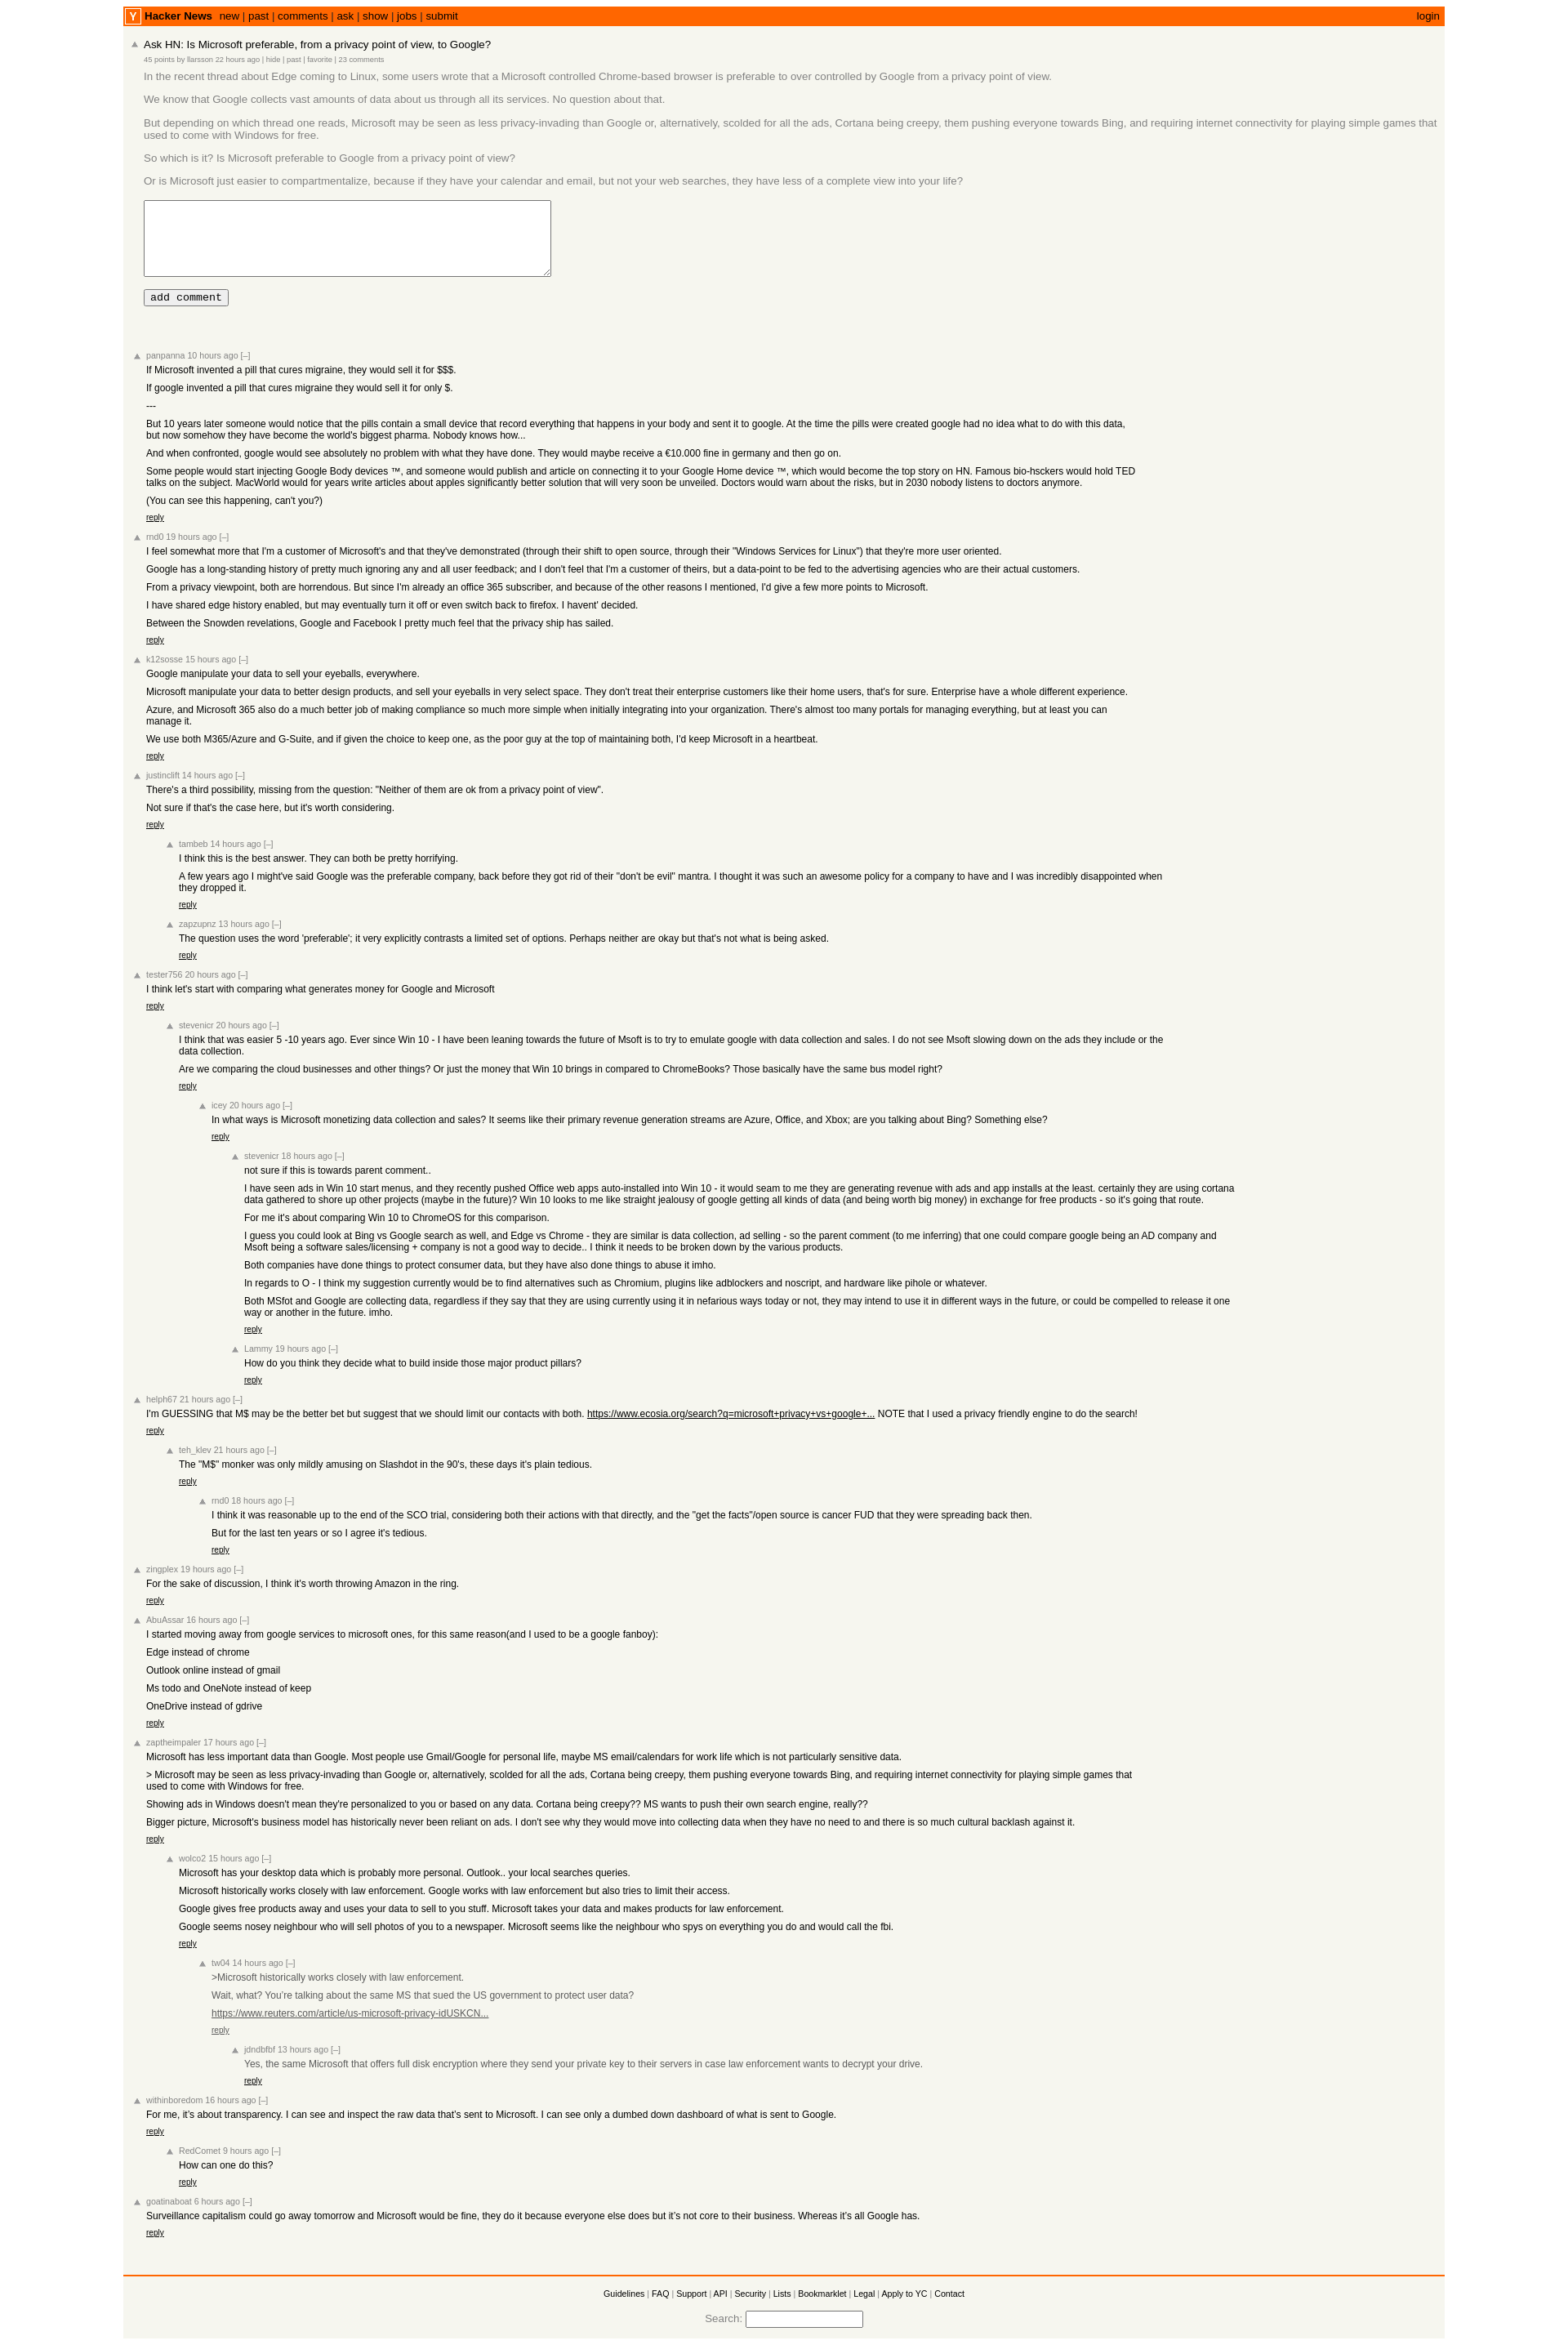 Y Hacker News new | past | comments | ask | show | jobs | submit login
Ask HN: Is Microsoft preferable, from a privacy point of view, to Google?
45 points by llarsson 22 hours ago | hide | past | favorite | 23 comments
In the recent thread about Edge coming to Linux, some users wrote that a Microsoft controlled Chrome-based browser is preferable to over controlled by Google from a privacy point of view.
We know that Google collects vast amounts of data about us through all its services. No question about that.
But depending on which thread one reads, Microsoft may be seen as less privacy-invading than Google or, alternatively, scolded for all the ads, Cortana being creepy, them pushing everyone towards Bing, and requiring internet connectivity for playing simple games that
used to come with Windows for free.
So which is it? Is Microsoft preferable to Google from a privacy point of view?
Or is Microsoft just easier to compartmentalize, because if they have your calendar and email, but not your web searches, they have less of a complete view into your life?
add comment
panpanna 10 hours ago [–]
If Microsoft invented a pill that cures migraine, they would sell it for $$$.
If google invented a pill that cures migraine they would sell it for only $.
---
But 10 years later someone would notice that the pills contain a small device that record everything that happens in your body and sent it to google. At the time the pills were created google had no idea what to do with this data,
but now somehow they have become the world's biggest pharma. Nobody knows how...
And when confronted, google would see absolutely no problem with what they have done. They would maybe receive a €10.000 fine in germany and then go on.
Some people would start injecting Google Body devices ™, and someone would publish and article on connecting it to your Google Home device ™, which would become the top story on HN. Famous bio-hsckers would hold TED
talks on the subject. MacWorld would for years write articles about apples significantly better solution that will very soon be unveiled. Doctors would warn about the risks, but in 2030 nobody listens to doctors anymore.
(You can see this happening, can't you?)
reply
rnd0 19 hours ago [–]
I feel somewhat more that I'm a customer of Microsoft's and that they've demonstrated (through their shift to open source, through their "Windows Services for Linux") that they're more user oriented.
Google has a long-standing history of pretty much ignoring any and all user feedback; and I don't feel that I'm a customer of theirs, but a data-point to be fed to the advertising agencies who are their actual customers.
From a privacy viewpoint, both are horrendous. But since I'm already an office 365 subscriber, and because of the other reasons I mentioned, I'd give a few more points to Microsoft.
I have shared edge history enabled, but may eventually turn it off or even switch back to firefox. I havent' decided.
Between the Snowden revelations, Google and Facebook I pretty much feel that the privacy ship has sailed.
reply
k12sosse 15 hours ago [–]
Google manipulate your data to sell your eyeballs, everywhere.
Microsoft manipulate your data to better design products, and sell your eyeballs in very select space. They don't treat their enterprise customers like their home users, that's for sure. Enterprise have a whole different experience.
Azure, and Microsoft 365 also do a much better job of making compliance so much more simple when initially integrating into your organization. There's almost too many portals for managing everything, but at least you can
manage it.
We use both M365/Azure and G-Suite, and if given the choice to keep one, as the poor guy at the top of maintaining both, I'd keep Microsoft in a heartbeat.
reply
justinclift 14 hours ago [–]
There's a third possibility, missing from the question: "Neither of them are ok from a privacy point of view".
Not sure if that's the case here, but it's worth considering.
reply
tambeb 14 hours ago [–]
I think this is the best answer. They can both be pretty horrifying.
A few years ago I might've said Google was the preferable company, back before they got rid of their "don't be evil" mantra. I thought it was such an awesome policy for a company to have and I was incredibly disappointed when
they dropped it.
reply
zapzupnz 13 hours ago [–]
The question uses the word 'preferable'; it very explicitly contrasts a limited set of options. Perhaps neither are okay but that's not what is being asked.
reply
tester756 20 hours ago [–]
I think let's start with comparing what generates money for Google and Microsoft
reply
stevenicr 20 hours ago [–]
I think that was easier 5 -10 years ago. Ever since Win 10 - I have been leaning towards the future of Msoft is to try to emulate google with data collection and sales. I do not see Msoft slowing down on the ads they include or the
data collection.
Are we comparing the cloud businesses and other things? Or just the money that Win 10 brings in compared to ChromeBooks? Those basically have the same bus model right?
reply
icey 20 hours ago [–]
In what ways is Microsoft monetizing data collection and sales? It seems like their primary revenue generation streams are Azure, Office, and Xbox; are you talking about Bing? Something else?
reply
stevenicr 18 hours ago [–]
not sure if this is towards parent comment..
I have seen ads in Win 10 start menus, and they recently pushed Office web apps auto-installed into Win 10 - it would seam to me they are generating revenue with ads and app installs at the least. certainly they are using cortana
data gathered to shore up other projects (maybe in the future)? Win 10 looks to me like straight jealousy of google getting all kinds of data (and being worth big money) in exchange for free products - so it's going that route.
For me it's about comparing Win 10 to ChromeOS for this comparison.
I guess you could look at Bing vs Google search as well, and Edge vs Chrome - they are similar is data collection, ad selling - so the parent comment (to me inferring) that one could compare google being an AD company and
Msoft being a software sales/licensing + company is not a good way to decide.. I think it needs to be broken down by the various products.
Both companies have done things to protect consumer data, but they have also done things to abuse it imho.
In regards to O - I think my suggestion currently would be to find alternatives such as Chromium, plugins like adblockers and noscript, and hardware like pihole or whatever.
Both MSfot and Google are collecting data, regardless if they say that they are using currently using it in nefarious ways today or not, they may intend to use it in different ways in the future, or could be compelled to release it one
way or another in the future. imho.
reply
Lammy 19 hours ago [–]
How do you think they decide what to build inside those major product pillars?
reply
helph67 21 hours ago [–]
I'm GUESSING that M$ may be the better bet but suggest that we should limit our contacts with both. https://www.ecosia.org/search?q=microsoft+privacy+vs+google+... NOTE that I used a privacy friendly engine to do the search!
reply
teh_klev 21 hours ago [–]
The "M$" monker was only mildly amusing on Slashdot in the 90's, these days it's plain tedious.
reply
rnd0 18 hours ago [–]
I think it was reasonable up to the end of the SCO trial, considering both their actions with that directly, and the "get the facts"/open source is cancer FUD that they were spreading back then.
But for the last ten years or so I agree it's tedious.
reply
zingplex 19 hours ago [–]
For the sake of discussion, I think it's worth throwing Amazon in the ring.
reply
AbuAssar 16 hours ago [–]
I started moving away from google services to microsoft ones, for this same reason(and I used to be a google fanboy):
Edge instead of chrome
Outlook online instead of gmail
Ms todo and OneNote instead of keep
OneDrive instead of gdrive
reply
zaptheimpaler 17 hours ago [–]
Microsoft has less important data than Google. Most people use Gmail/Google for personal life, maybe MS email/calendars for work life which is not particularly sensitive data.
> Microsoft may be seen as less privacy-invading than Google or, alternatively, scolded for all the ads, Cortana being creepy, them pushing everyone towards Bing, and requiring internet connectivity for playing simple games that
used to come with Windows for free.
Showing ads in Windows doesn't mean they're personalized to you or based on any data. Cortana being creepy?? MS wants to push their own search engine, really??
Bigger picture, Microsoft's business model has historically never been reliant on ads. I don't see why they would move into collecting data when they have no need to and there is so much cultural backlash against it.
reply
wolco2 15 hours ago [–]
Microsoft has your desktop data which is probably more personal. Outlook.. your local searches queries.
Microsoft historically works closely with law enforcement. Google works with law enforcement but also tries to limit their access.
Google gives free products away and uses your data to sell to you stuff. Microsoft takes your data and makes products for law enforcement.
Google seems nosey neighbour who will sell photos of you to a newspaper. Microsoft seems like the neighbour who spys on everything you do and would call the fbi.
reply
tw04 14 hours ago [–]
>Microsoft historically works closely with law enforcement.
Wait, what? You’re talking about the same MS that sued the US government to protect user data?
https://www.reuters.com/article/us-microsoft-privacy-idUSKCN...
reply
jdndbfbf 13 hours ago [–]
Yes, the same Microsoft that offers full disk encryption where they send your private key to their servers in case law enforcement wants to decrypt your drive.
reply
withinboredom 16 hours ago [–]
For me, it’s about transparency. I can see and inspect the raw data that’s sent to Microsoft. I can see only a dumbed down dashboard of what is sent to Google.
reply
RedComet 9 hours ago [–]
How can one do this?
reply
goatinaboat 6 hours ago [–]
Surveillance capitalism could go away tomorrow and Microsoft would be fine, they do it because everyone else does but it’s not core to their business. Whereas it’s all Google has.
reply
Guidelines | FAQ | Support | API | Security | Lists | Bookmarklet | Legal | Apply to YC | Contact
Search: